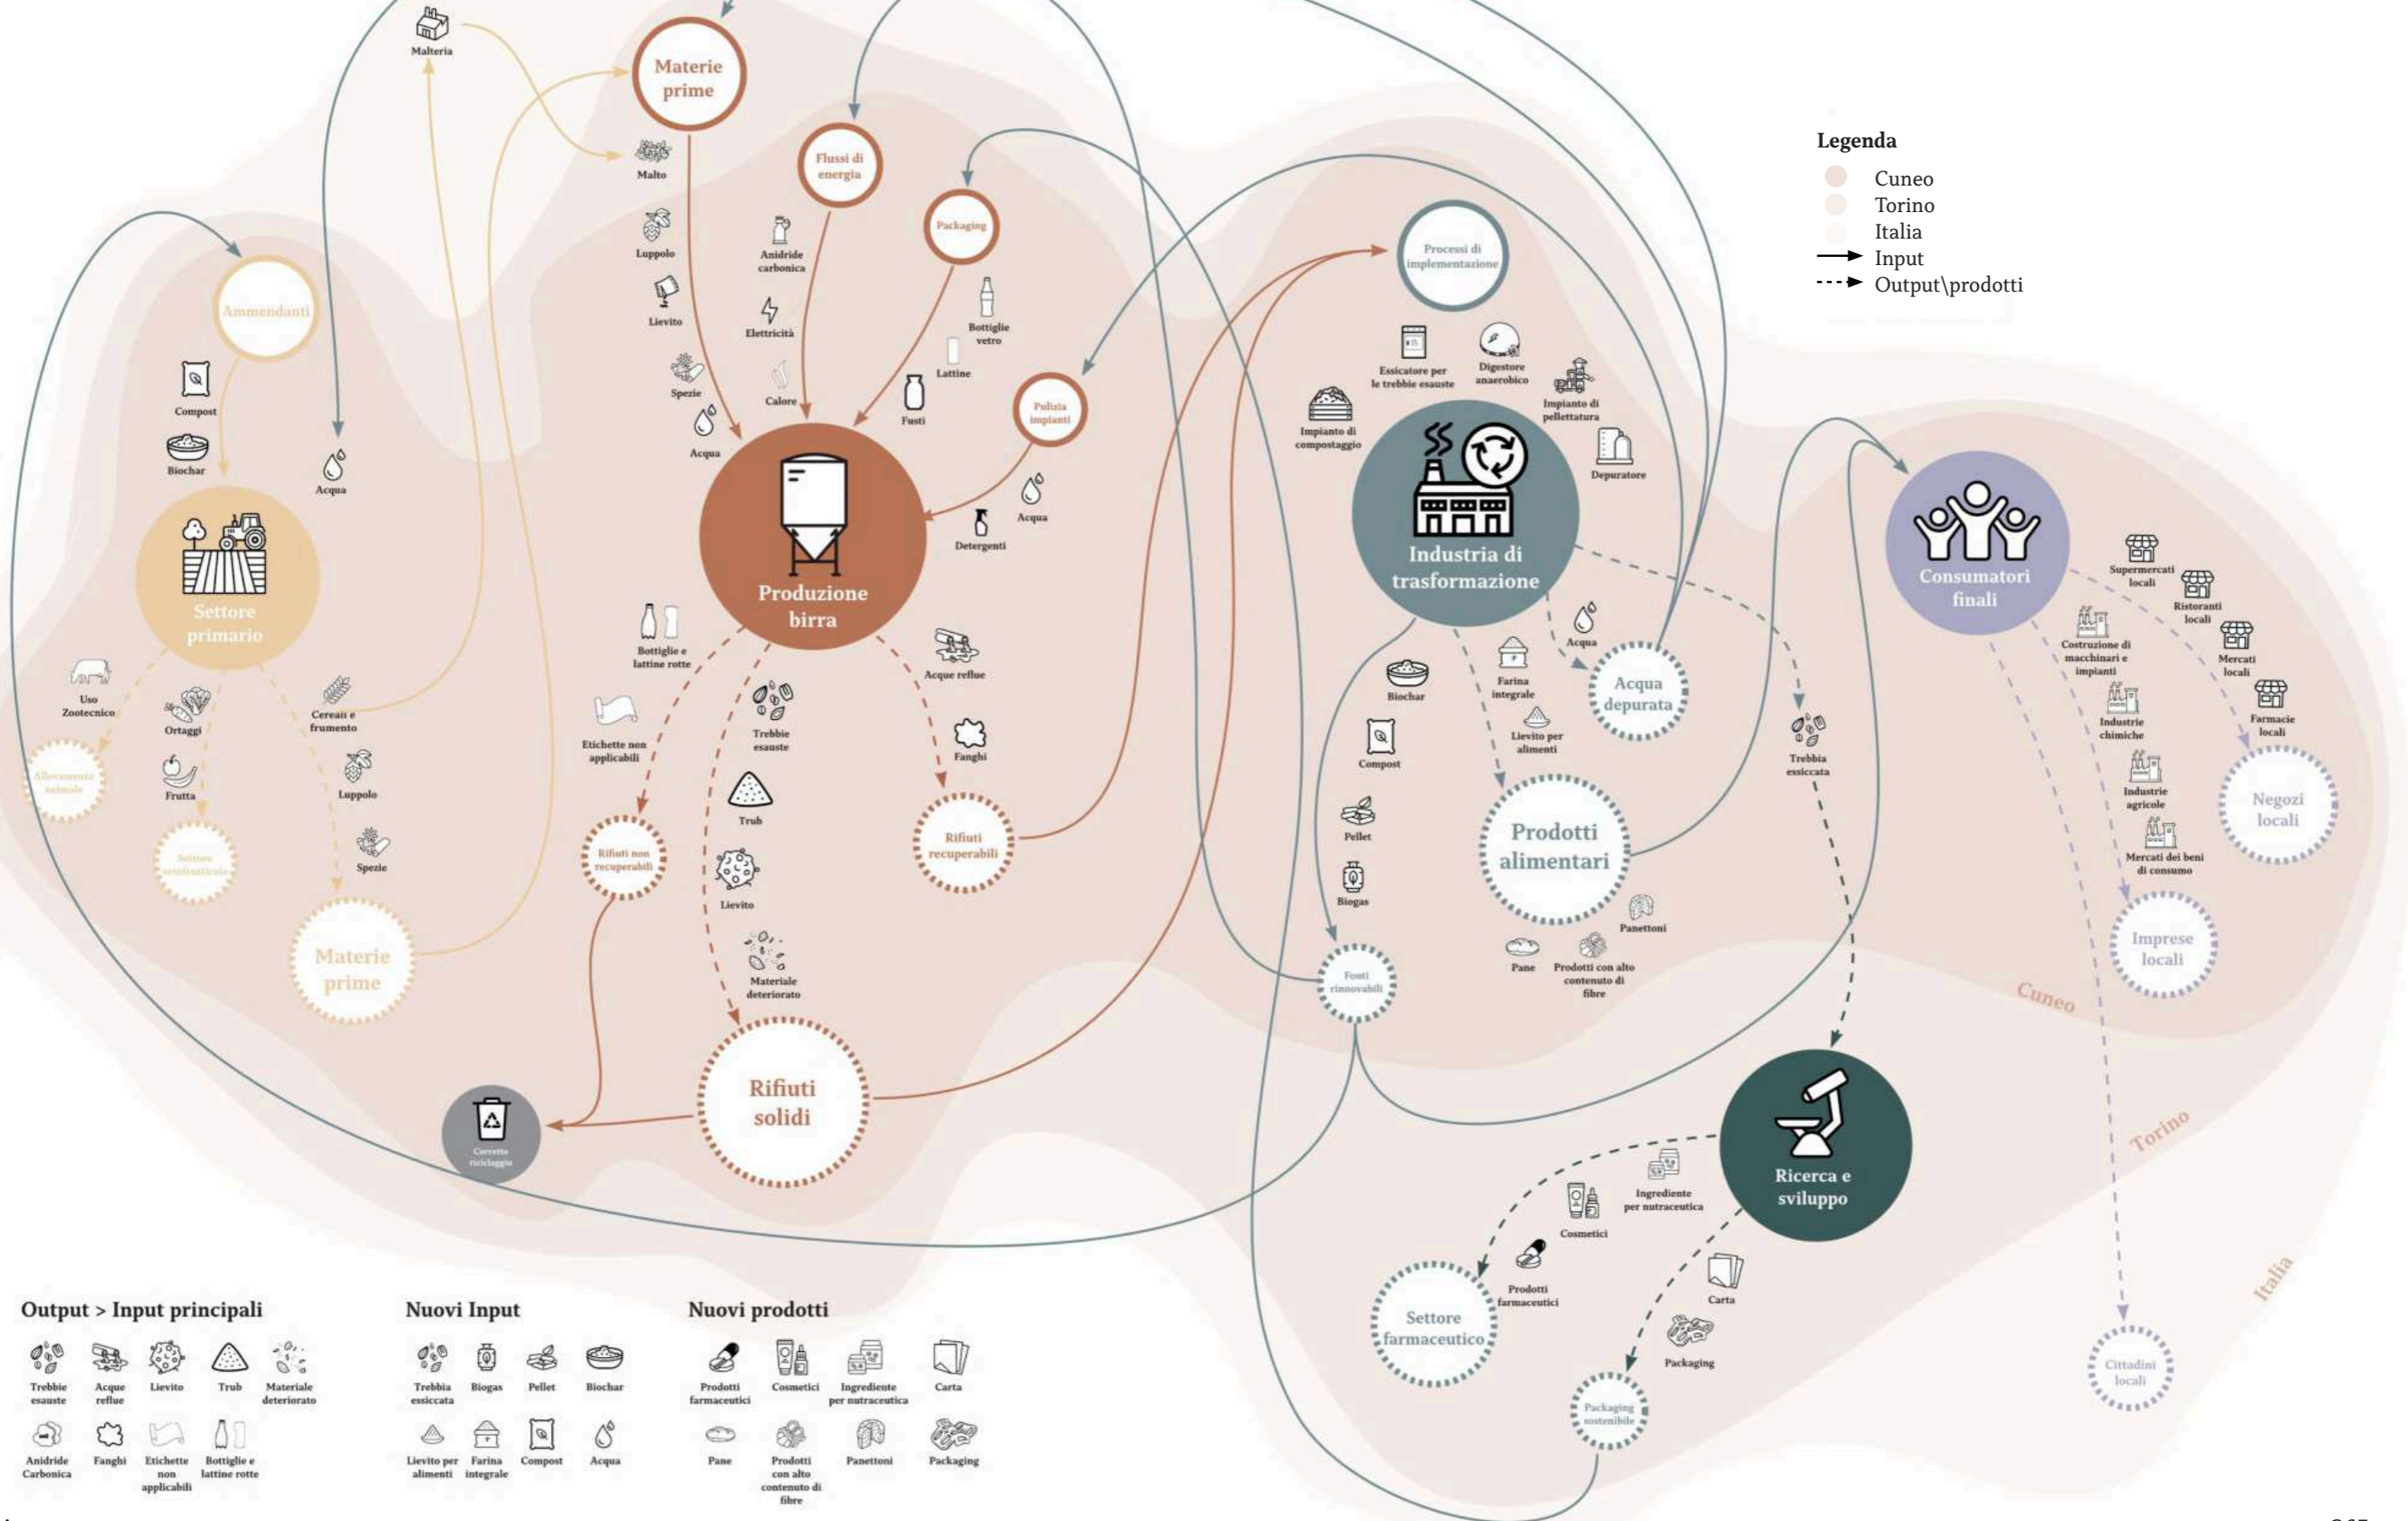 Malteria
Materie
prime
Malto
Luppolo
Lievito
Spezie
Acqua
Flussi di
energia
Anidride
carbonica
Elettricità
Calore
Packaging
Bottiglie
vetro
Lattine
Fusti
Pulizia
impianti
Acqua
Detergenti
Legenda
Cuneo
Torino
Italia
Input
Output\prodotti
Ammendanti
Compost
Biochar
Acqua
Settore
primario
Uso
Zootecnico
Ortaggi
Frutta
Cereali e
frumento
Luppolo
Spezie
Allevamento
animale
Settore
ortofrutticolo
Materie
prime
Produzione
birra
Bottiglie e
lattine rotte
Etichette non
applicabili
Trebbie
esauste
Trub
Lievito
Materiale
deteriorato
Acque reflue
Fanghi
Rifiuti non
recuperabili
Rifiuti
recuperabili
Rifiuti
solidi
Corretto
riciclaggio
Processi di
implementazione
Essicatore per
le trebbie esauste
Digestore
anaerobico
Impianto di
pellettatura
Impianto di
compostaggio
Depuratore
Industria di
trasformazione
Biochar
Compost
Pellet
Biogas
Farina
integrale
Lievito per
alimenti
Acqua
Acqua
depurata
Prodotti
alimentari
Panettoni
Pane
Prodotti con alto
contenuto di
fibre
Fonti
rinnovabili
Trebbia
essiccata
Consumatori
finali
Supermercati
locali
Ristoranti
locali
Mercati
locali
Farmacie
locali
Costruzione di
macchinari e
impianti
Industrie
chimiche
Industrie
agricole
Mercati dei beni
di consumo
Negozi
locali
Imprese
locali
Cittadini
locali
Cuneo
Torino
Italia
Ricerca e
sviluppo
Ingrediente
per nutraceutica
Cosmetici
Prodotti
farmaceutici
Carta
Packaging
Settore
farmaceutico
Packaging
sostenibile
Output > Input principali
Trebbie
esauste
Acque
reflue
Lievito
Trub
Materiale
deteriorato
Anidride
Carbonica
Fanghi
Etichette
non
applicabili
Bottiglie e
lattine rotte
Nuovi Input
Trebbia
essiccata
Biogas
Pellet
Biochar
Lievito per
alimenti
Farina
integrale
Compost
Acqua
Nuovi prodotti
Prodotti
farmaceutici
Cosmetici
Ingrediente
per nutraceutica
Carta
Pane
Prodotti
con alto
contenuto di
fibre
Panettoni
Packaging